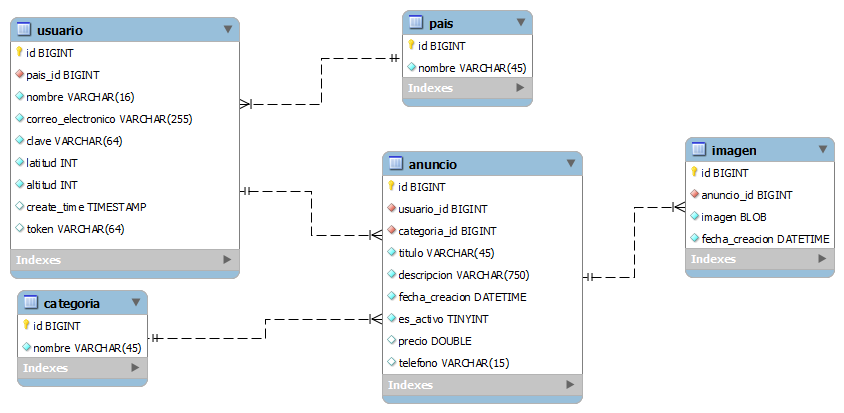 usuario
id BIGINT
pais_id BIGINT
nombre VARCHAR(16)
correo_electronico VARCHAR(255)
clave VARCHAR(64)
latitud INT
altitud INT
create_time TIMESTAMP
token VARCHAR(64)
Indexes
pais
id BIGINT
nombre VARCHAR(45)
Indexes
anuncio
id BIGINT
usuario_id BIGINT
categoria_id BIGINT
titulo VARCHAR(45)
descripcion VARCHAR(750)
fecha_creacion DATETIME
es_activo TINYINT
precio DOUBLE
telefono VARCHAR(15)
Indexes
imagen
id BIGINT
anuncio_id BIGINT
imagen BLOB
fecha_creacion DATETIME
Indexes
categoria
id BIGINT
nombre VARCHAR(45)
Indexes